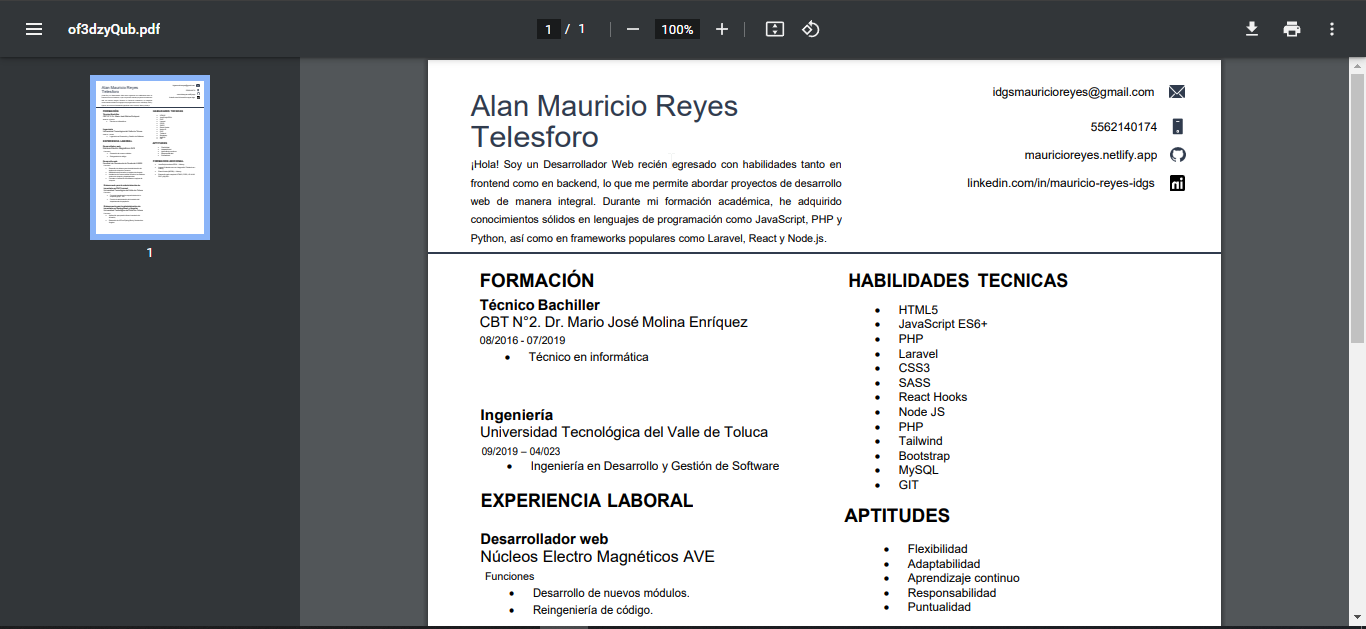 of3dzyQub.pdf
1 / 1
100%
1
Alan Mauricio Reyes
Telesforo
¡Hola! Soy un Desarrollador Web recién egresado con habilidades tanto en
frontend como en backend, lo que me permite abordar proyectos de desarrollo
web de manera integral. Durante mi formación académica, he adquirido
conocimientos sólidos en lenguajes de programación como JavaScript, PHP y
Python, así como en frameworks populares como Laravel, React y Node.js.
idgsmauricioreyes@gmail.com
5562140174
mauricioreyes.netlify.app
linkedin.com/in/mauricio-reyes-idgs
FORMACIÓN
Técnico Bachiller
CBT N°2. Dr. Mario José Molina Enríquez
08/2016 - 07/2019
• Técnico en informática
Ingeniería
Universidad Tecnológica del Valle de Toluca
09/2019 – 04/023
• Ingeniería en Desarrollo y Gestión de Software
EXPERIENCIA LABORAL
Desarrollador web
Núcleos Electro Magnéticos AVE
Funciones
• Desarrollo de nuevos módulos.
• Reingeniería de código.
HABILIDADES TECNICAS
• HTML5
• JavaScript ES6+
• PHP
• Laravel
• CSS3
• SASS
• React Hooks
• Node JS
• PHP
• Tailwind
• Bootstrap
• MySQL
• GIT
APTITUDES
• Flexibilidad
• Adaptabilidad
• Aprendizaje continuo
• Responsabilidad
• Puntualidad